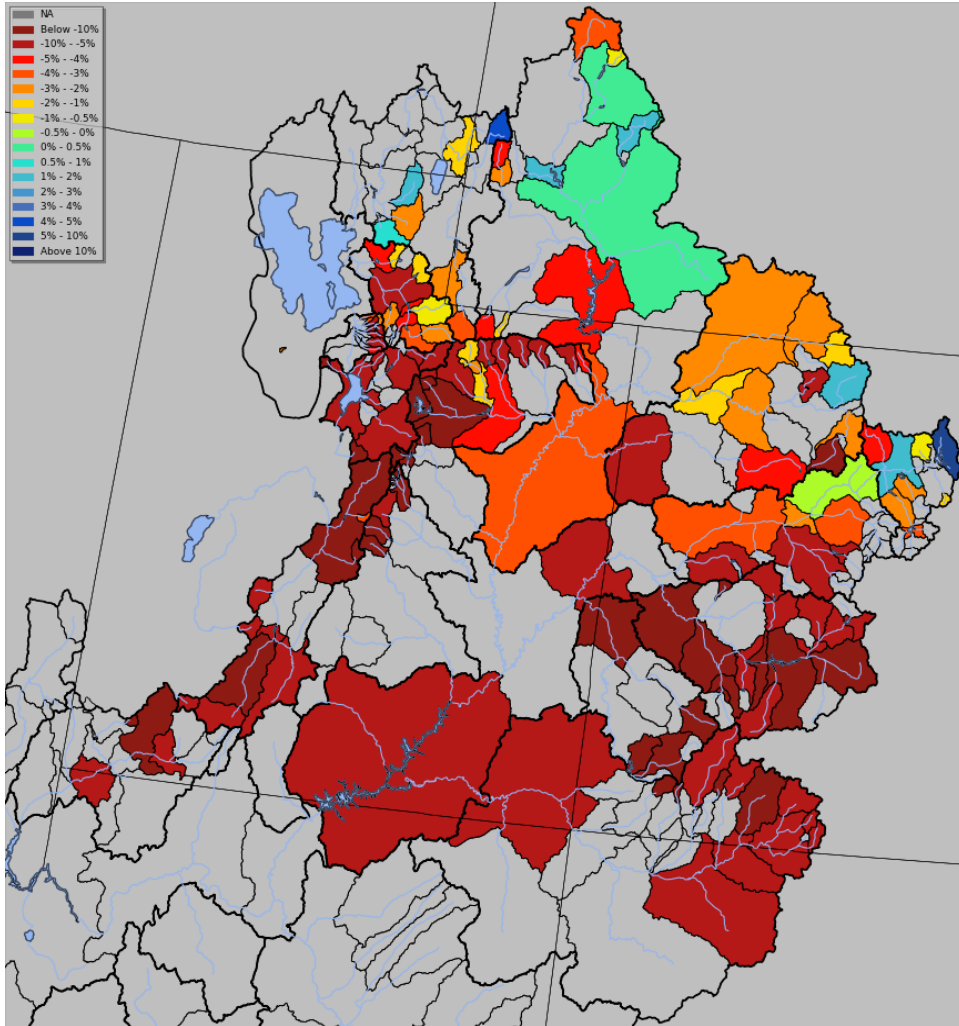 NA
Below -10%
-10% - -5%
-5% - -4%
-4% - -3%
-3% - -2%
-2% - -1%
-1% - -0.5%
-0.5% - 0%
0% - 0.5%
0.5% - 1%
1% - 2%
2% - 3%
3% - 4%
4% - 5%
5% - 10%
Above 10%